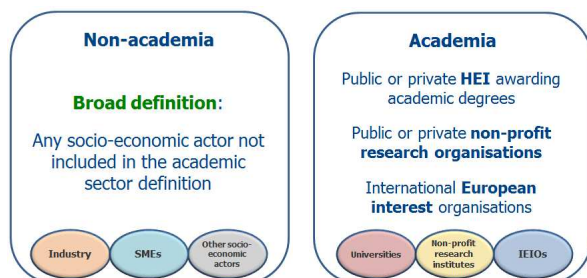 Non-academia
Broad definition:
Any socio-economic actor not
included in the academic
sector definition
Industry
SMEs
Other socio-
economic
actors
Academia
Public or private HEI awarding
academic degrees
Public or private non-profit
research organisations
International European
interest organisations
Universities
Non-profit
research
institutes
IEIOs